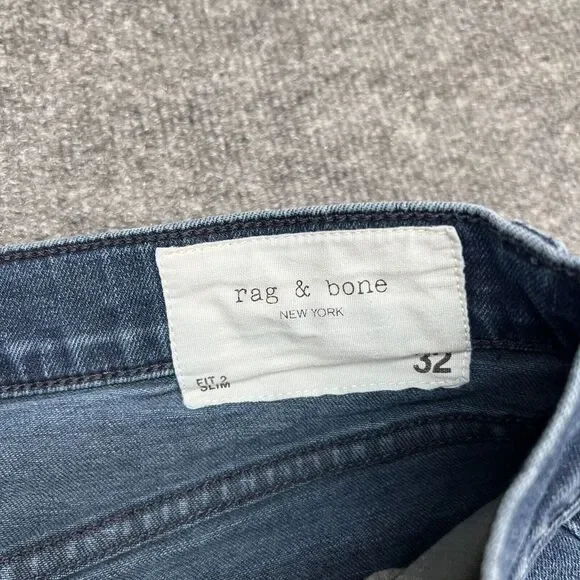 rag & bone
NEW YORK
32
FIT 2
SLIM